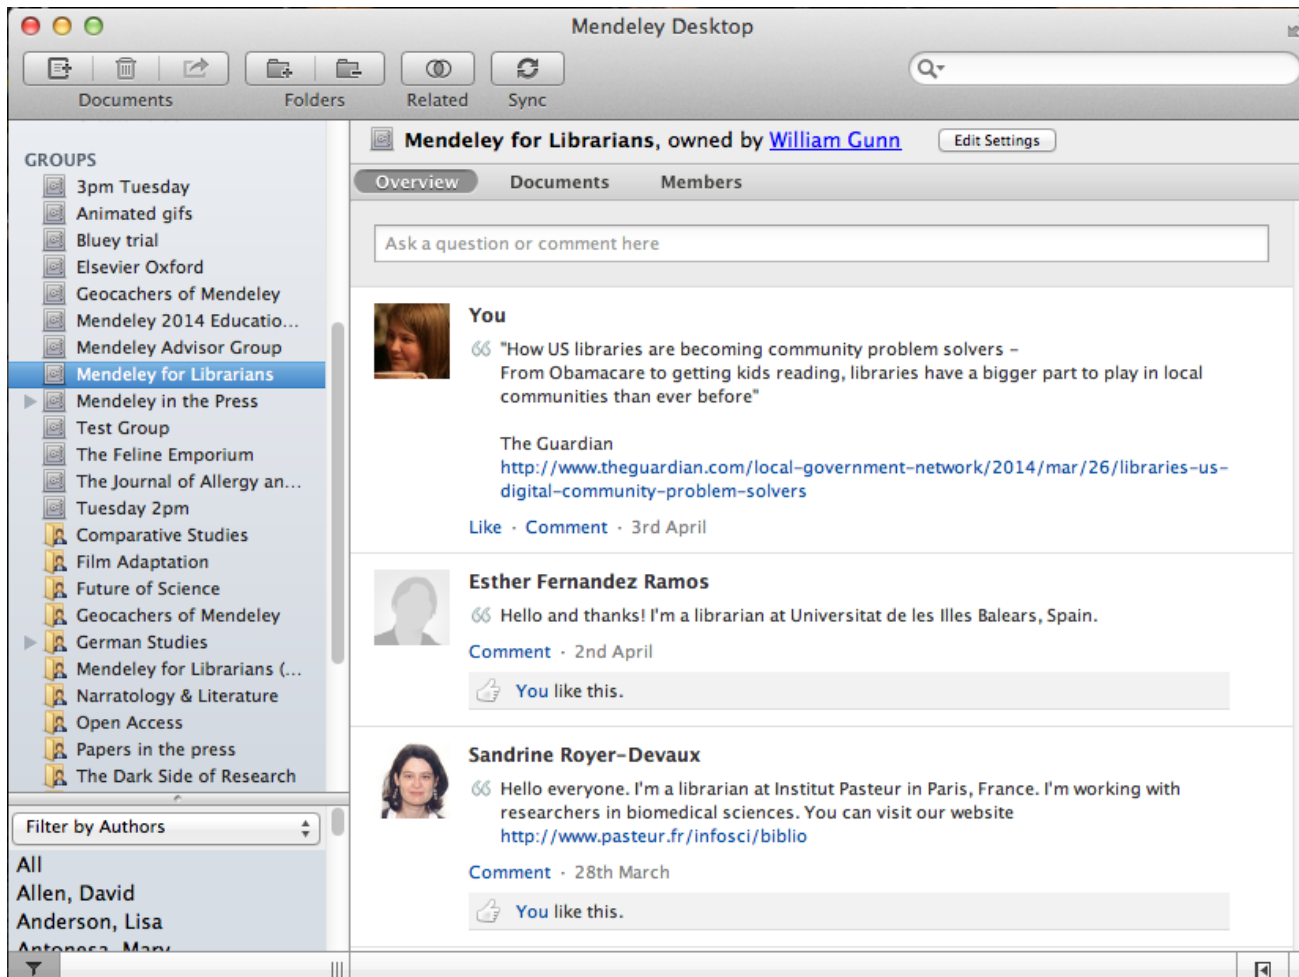 Mendeley Desktop
Documents
Folders
Related
Sync
GROUPS
3pm Tuesday
Animated gifs
Bluey trial
Elsevier Oxford
Geocachers of Mendeley
Mendeley 2014 Educatio...
Mendeley Advisor Group
Mendeley for Librarians
Mendeley in the Press
Test Group
The Feline Emporium
The Journal of Allergy an...
Tuesday 2pm
Comparative Studies
Film Adaptation
Future of Science
Geocachers of Mendeley
German Studies
Mendeley for Librarians (...
Narratology & Literature
Open Access
Papers in the press
The Dark Side of Research
Filter by Authors
All
Allen, David
Anderson, Lisa
Antonesa, Mary
Mendeley for Librarians, owned by William Gunn
Edit Settings
Overview Documents Members
Ask a question or comment here
You
"How US libraries are becoming community problem solvers –
From Obamacare to getting kids reading, libraries have a bigger part to play in local
communities than ever before"
The Guardian
http://www.theguardian.com/local-government-network/2014/mar/26/libraries-us-
digital-community-problem-solvers
Like · Comment · 3rd April
Esther Fernandez Ramos
Hello and thanks! I'm a librarian at Universitat de les Illes Balears, Spain.
Comment · 2nd April
You like this.
Sandrine Royer-Devaux
Hello everyone. I'm a librarian at Institut Pasteur in Paris, France. I'm working with
researchers in biomedical sciences. You can visit our website
http://www.pasteur.fr/infosci/biblio
Comment · 28th March
You like this.